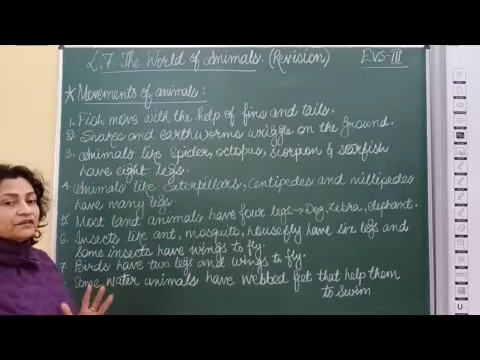 L.7 The World of Animals. (Revision) EVS-III
* Movements of animals:
1. Fish move with the help of fins and tails.
2. Snakes and earthworms wriggle on the ground.
3. Animals like Spider, octopus, scorpion & starfish
have eight legs.
4. Animals like Caterpillars, Centipedes and millipedes
have many legs.
5. Most land animals have four legs. → Dog, Zebra, elephant.
6. Insects like ant, mosquito, housefly have six legs and
some insects have wings to fly.
7. Birds have two legs and wings to fly.
Some water animals have webbed feet that help them
to swim.